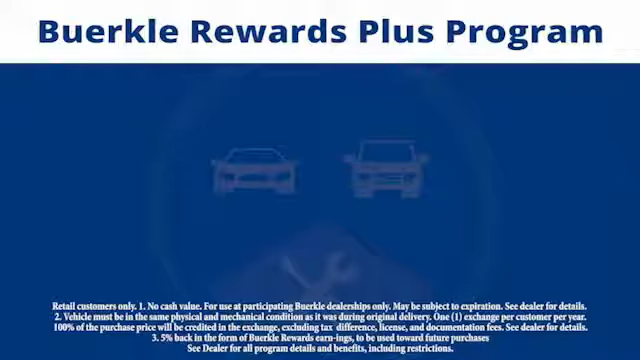 Buerkle Rewards Plus Program
Retail customers only. 1. No cash value. For use at participating Buerkle dealerships only. May be subject to expiration. See dealer for details.
2. Vehicle must be in the same physical and mechanical condition as it was during original delivery. One (1) exchange per customer per year.
100% of the purchase price will be credited in the exchange, excluding tax difference, license, and documentation fees. See dealer for details.
3. 5% back in the form of Buerkle Rewards earn-ings, to be used toward future purchases
See Dealer for all program details and benefits, including restrictions.